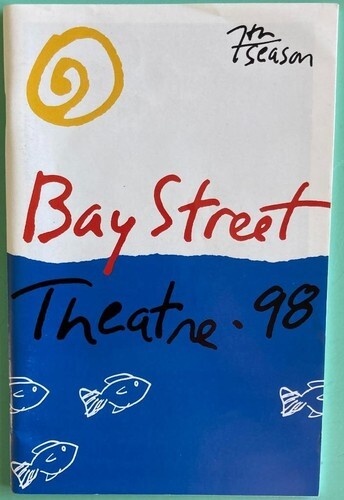 7th
season
Bay Street
Theatre · 98